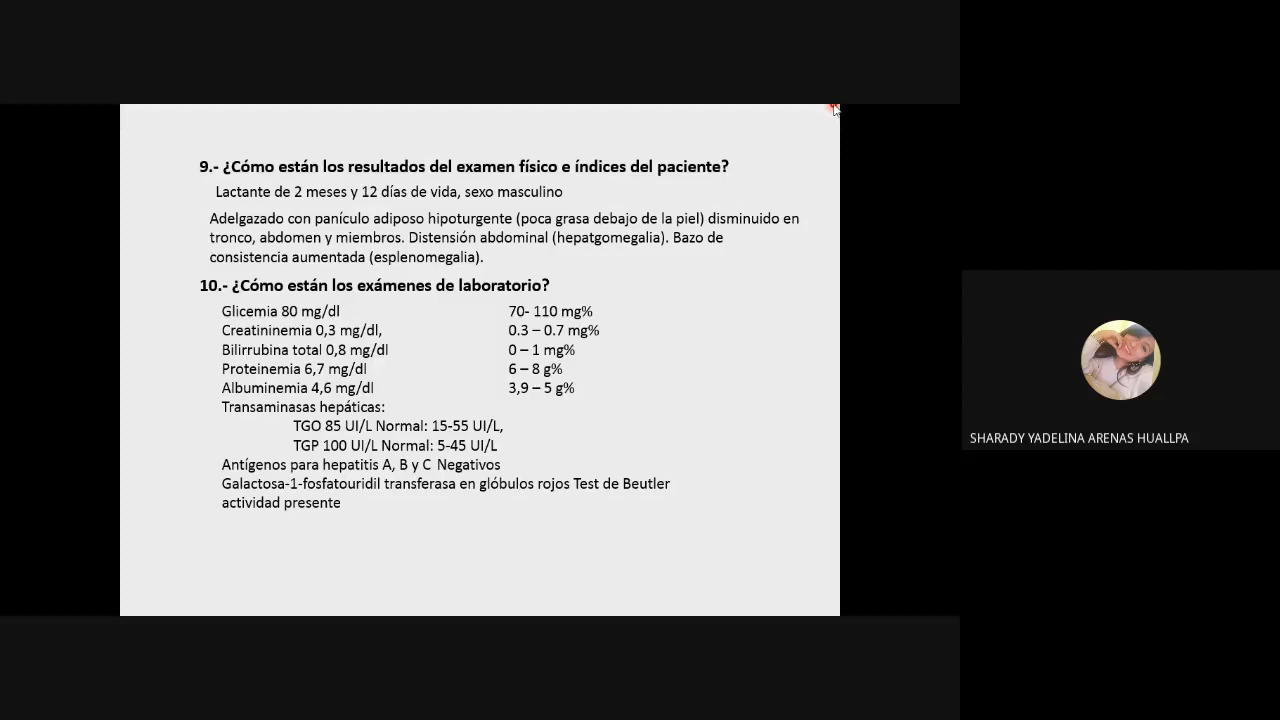 9.- ¿Cómo están los resultados del examen físico e índices del paciente?
Lactante de 2 meses y 12 días de vida, sexo masculino
Adelgazado con panículo adiposo hipoturgente (poca grasa debajo de la piel) disminuido en
tronco, abdomen y miembros. Distensión abdominal (hepatgomegalia). Bazo de
consistencia aumentada (esplenomegalia).
10.- ¿Cómo están los exámenes de laboratorio?
Glicemia 80 mg/dl 70- 110 mg%
Creatininemia 0,3 mg/dl, 0.3 – 0.7 mg%
Bilirrubina total 0,8 mg/dl 0 – 1 mg%
Proteinemia 6,7 mg/dl 6 – 8 g%
Albuminemia 4,6 mg/dl 3,9 – 5 g%
Transaminasas hepáticas:
TGO 85 UI/L Normal: 15-55 UI/L,
TGP 100 UI/L Normal: 5-45 UI/L
Antígenos para hepatitis A, B y C Negativos
Galactosa-1-fosfatouridil transferasa en glóbulos rojos Test de Beutler
actividad presente
SHARADY YADELINA ARENAS HUALLPA